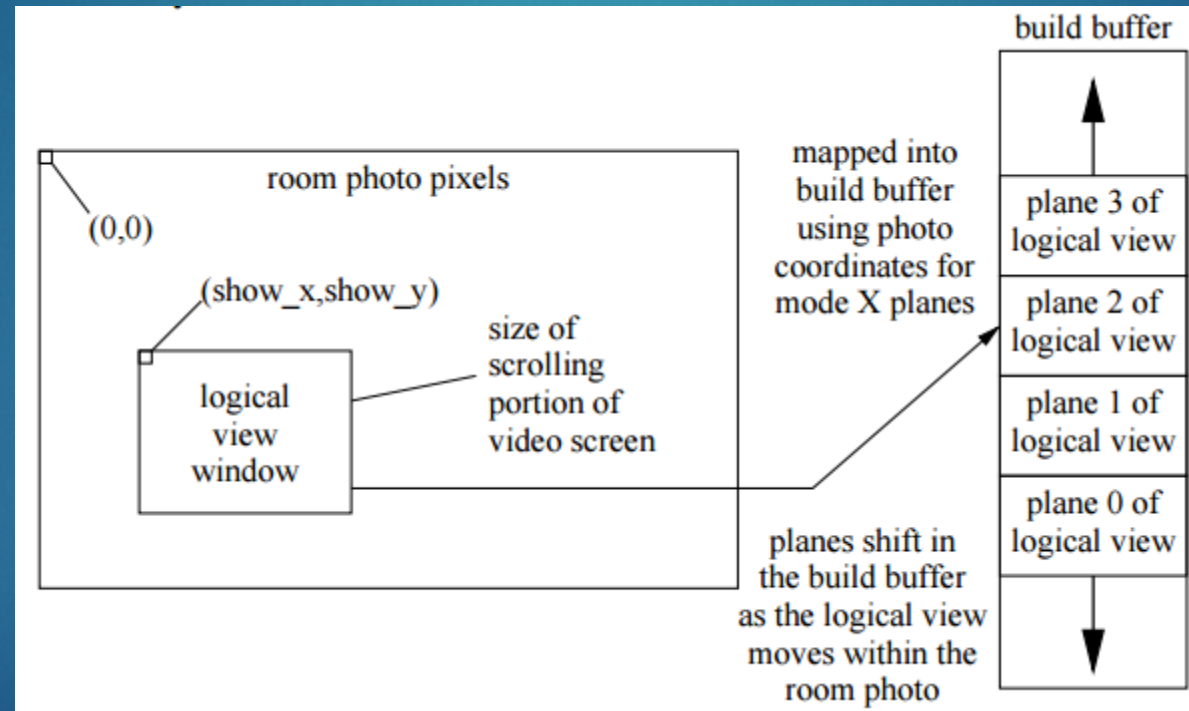 build buffer
room photo pixels
(0,0)
(show_x,show_y)
logical
view
window
size of
scrolling
portion of
video screen
mapped into
build buffer
using photo
coordinates for
mode X planes
planes shift in
the build buffer
as the logical view
moves within the
room photo
plane 3 of
logical view
plane 2 of
logical view
plane 1 of
logical view
plane 0 of
logical view